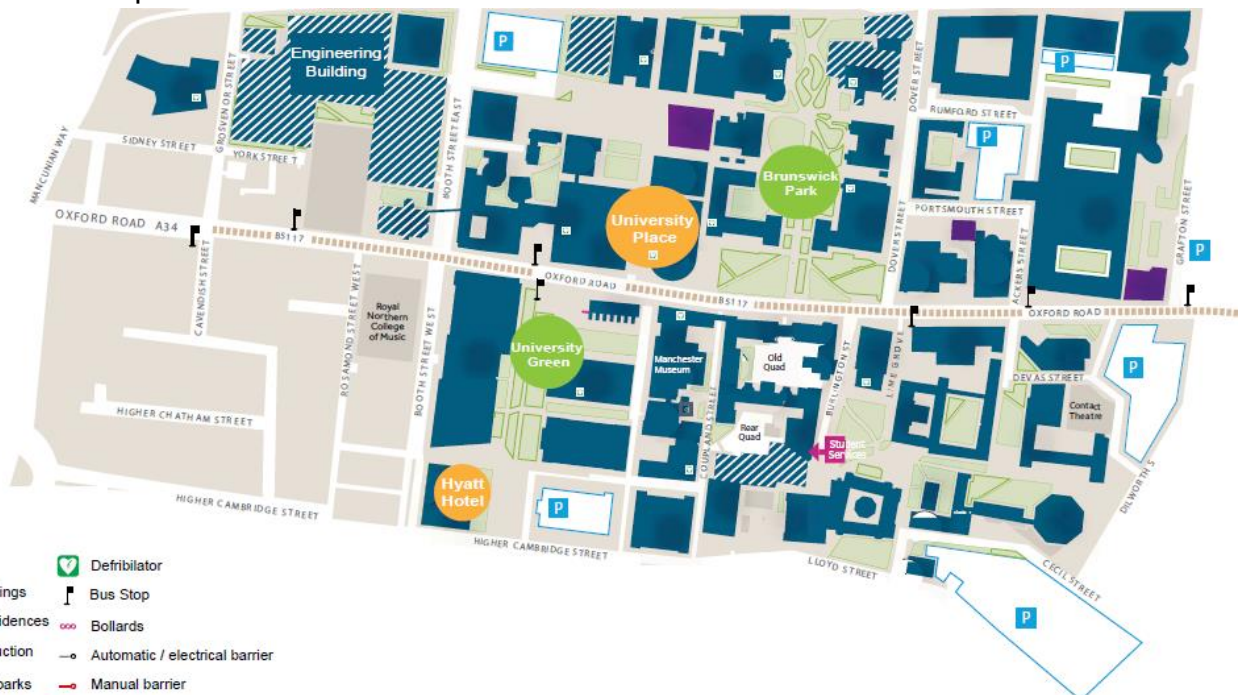 Engineering
Building
P
P
P
P
P
P
P
MANCUNIAN WAY
SIDNEY STREET
GROSVENOR STREET
YORK STREET
BOOTH STREET EAST
DOVER STREET
RUMFORD STREET
Brunswick
Park
University
Place
PORTSMOUTH STREET
DOVER STREET
ACKERS STREET
GRAFTON STREET
OXFORD ROAD A34
B5117
OXFORD ROAD
B5117
OXFORD ROAD
CAVENDISH STREET
ROSAMOND STREET WEST
Royal
Northern
College
of Music
BOOTH STREET WEST
University
Green
Manchester
Museum
Old
Quad
Rear
Quad
COUPLAND STREET
BURLINGTON ST
LIME GROVE
DEVAS STREET
Contact
Theatre
Student
Services
HIGHER CHATHAM STREET
HIGHER CAMBRIDGE STREET
Hyatt
Hotel
HIGHER CAMBRIDGE STREET
LLOYD STREET
CECIL STREET
DILWORTH S
Defribilator
ings
Bus Stop
idences
Bollards
uction
Automatic / electrical barrier
parks
Manual barrier